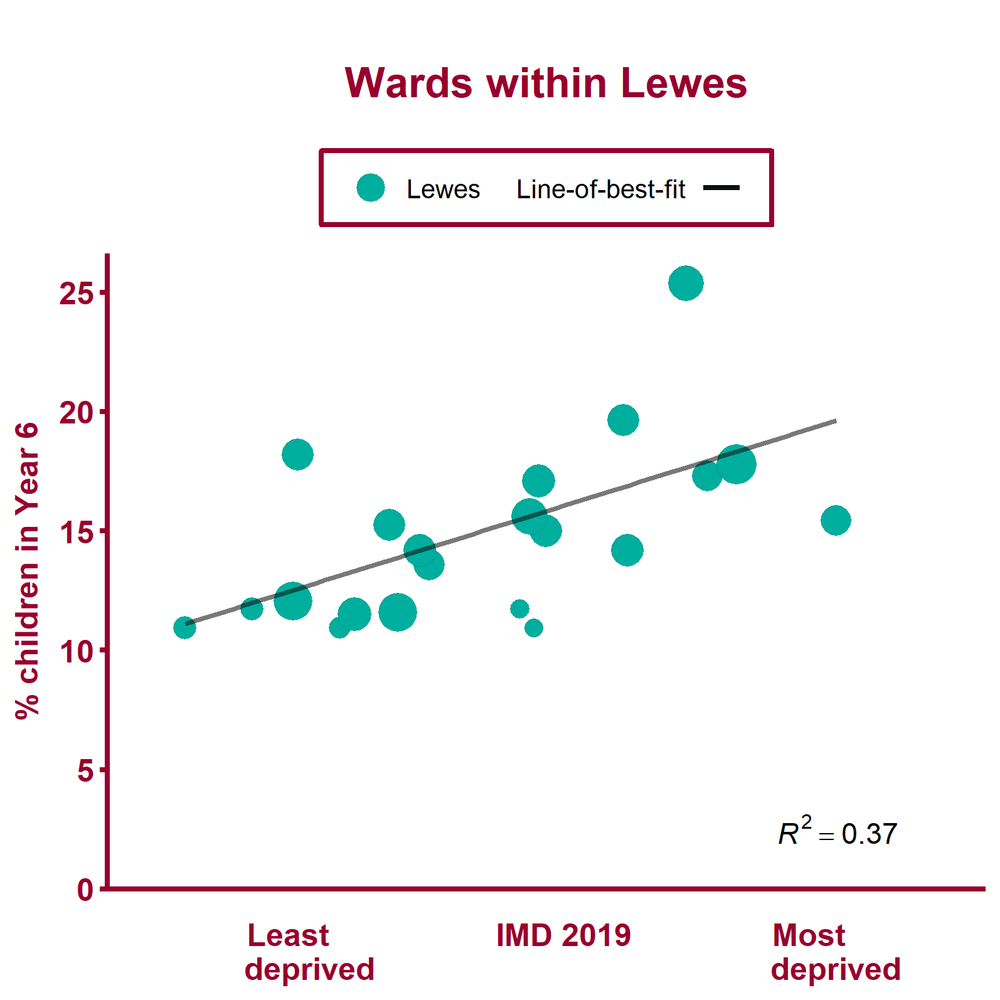 Wards within Lewes
Lewes Line-of-best-fit
% children in Year 6
25
20
15
10
5
0
R² = 0.37
Least deprived
IMD 2019
Most deprived